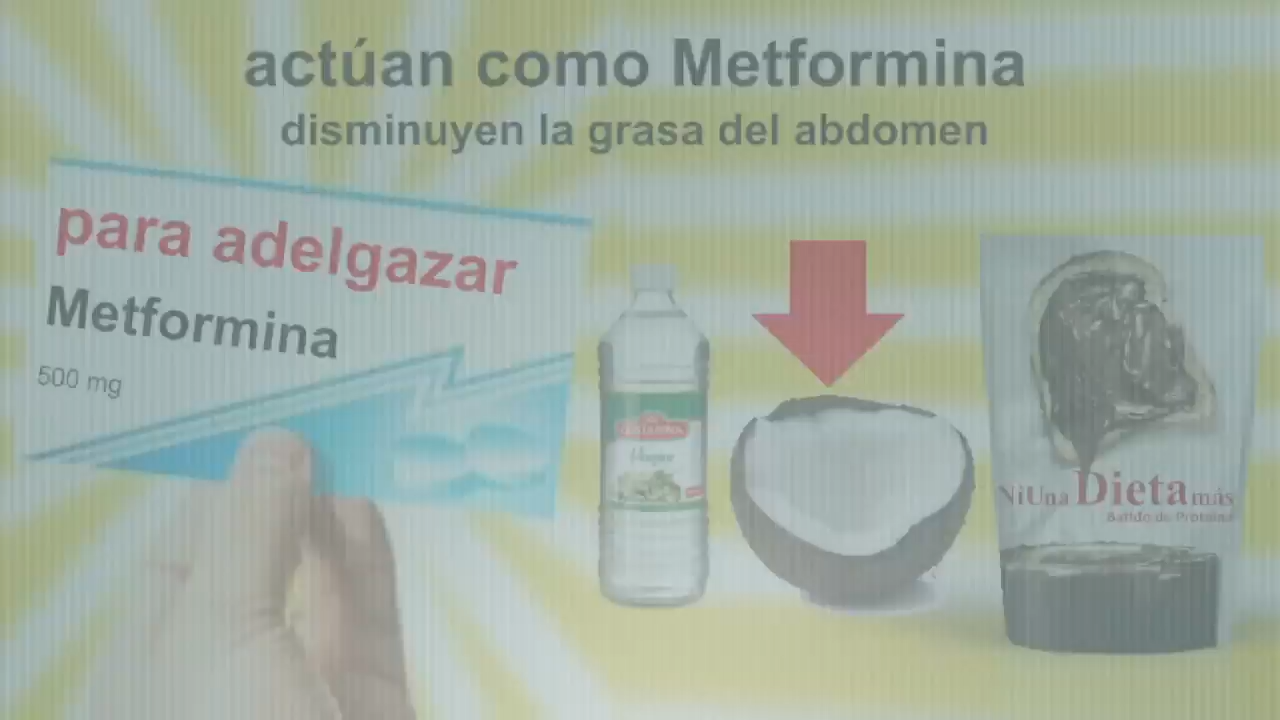 actúan como Metformina
disminuyen la grasa del abdomen
para adelgazar
Metformina
500 mg
Vinagre
NiUna Dieta más
Batido de Proteina